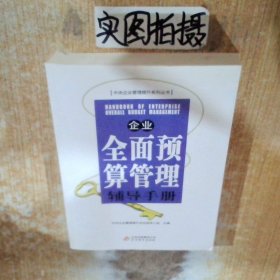 实图拍摄
【中央企业管理提升系列丛书】
HANDBOOK OF ENTERPRISE
OVERALL BUDGET MANAGEMENT
企业
全面预
算管理
辅导手册